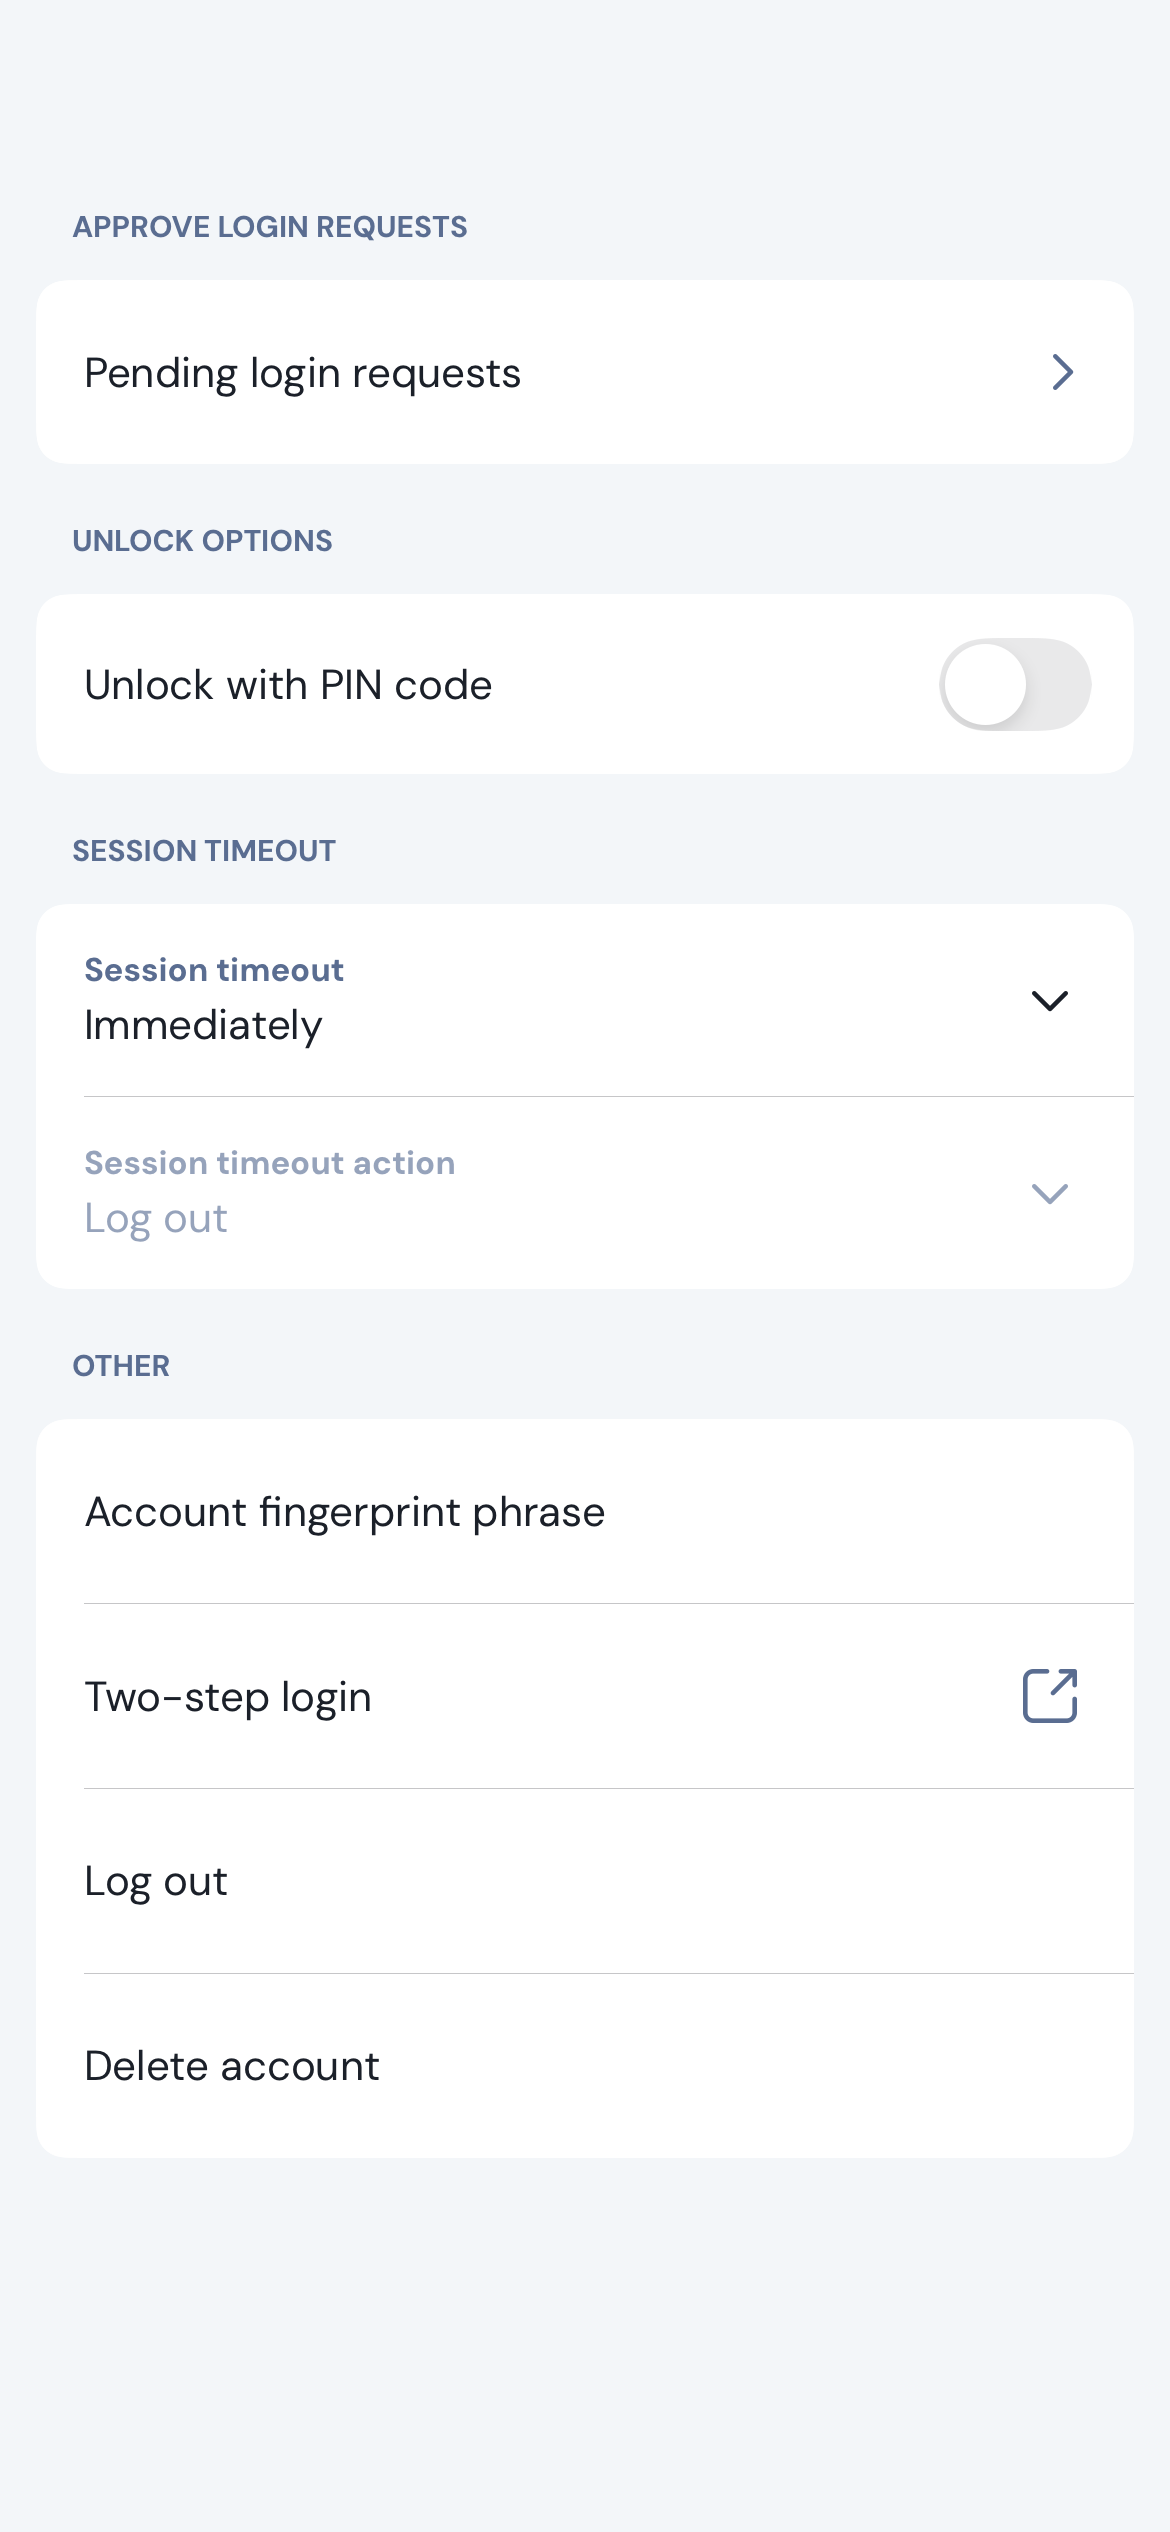 APPROVE LOGIN REQUESTS
Pending login requests
UNLOCK OPTIONS
Unlock with PIN code
SESSION TIMEOUT
Session timeout
Immediately
Session timeout action
Log out
OTHER
Account fingerprint phrase
Two-step login
Log out
Delete account